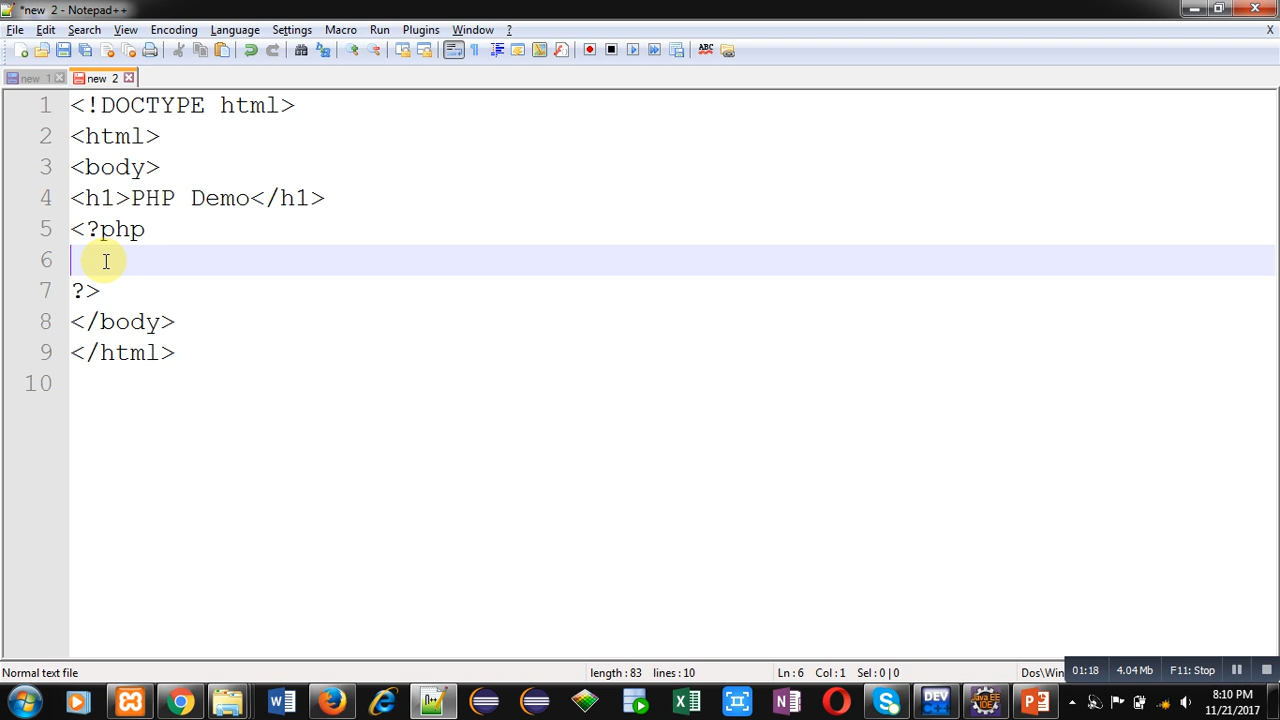 *new 2 - Notepad++
File Edit Search View Encoding Language Settings Macro Run Plugins Window ? X
new 1 new 2
1 <!DOCTYPE html>
2 <html>
3 <body>
4 <h1>PHP Demo</h1>
5 <?php
6
7 ?>
8 </body>
9 </html>
10
Normal text file length : 83 lines : 10 Ln : 6 Col : 1 Sel : 0 | 0 Dos\Win 01:18 4.04 Mb F11: Stop
8:10 PM
11/21/2017